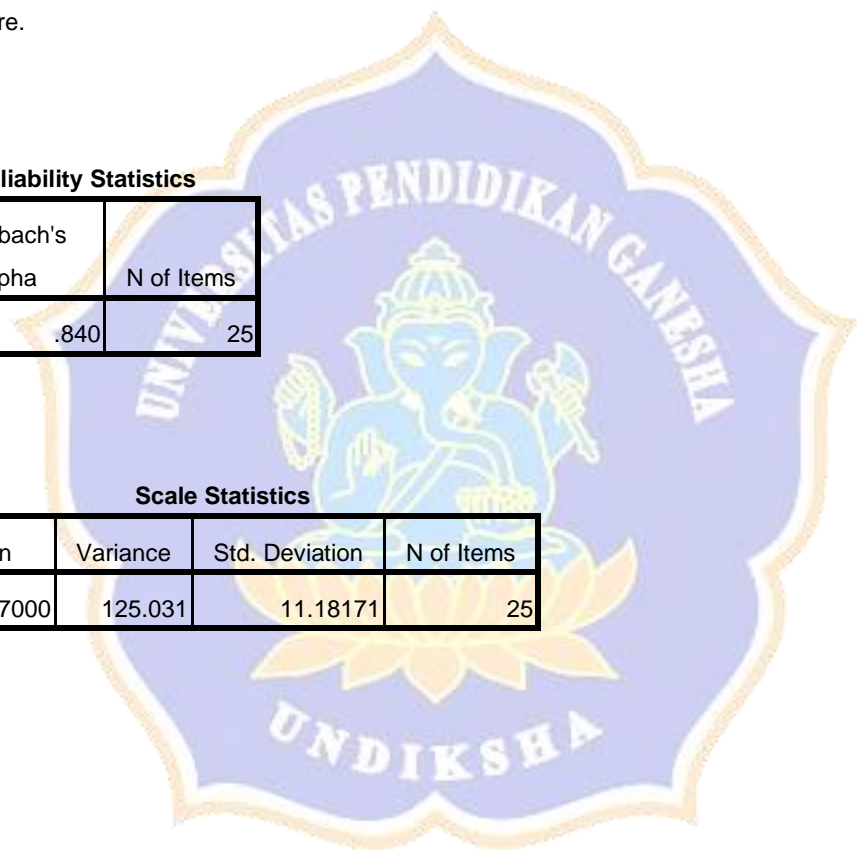 re.
liability Statistics
bach's
pha N of Items
.840 25
Scale Statistics
n Variance Std. Deviation N of Items
7000 125.031 11.18171 25
UNIVERSITAS PENDIDIKAN GANESHA
UNDIKSHA